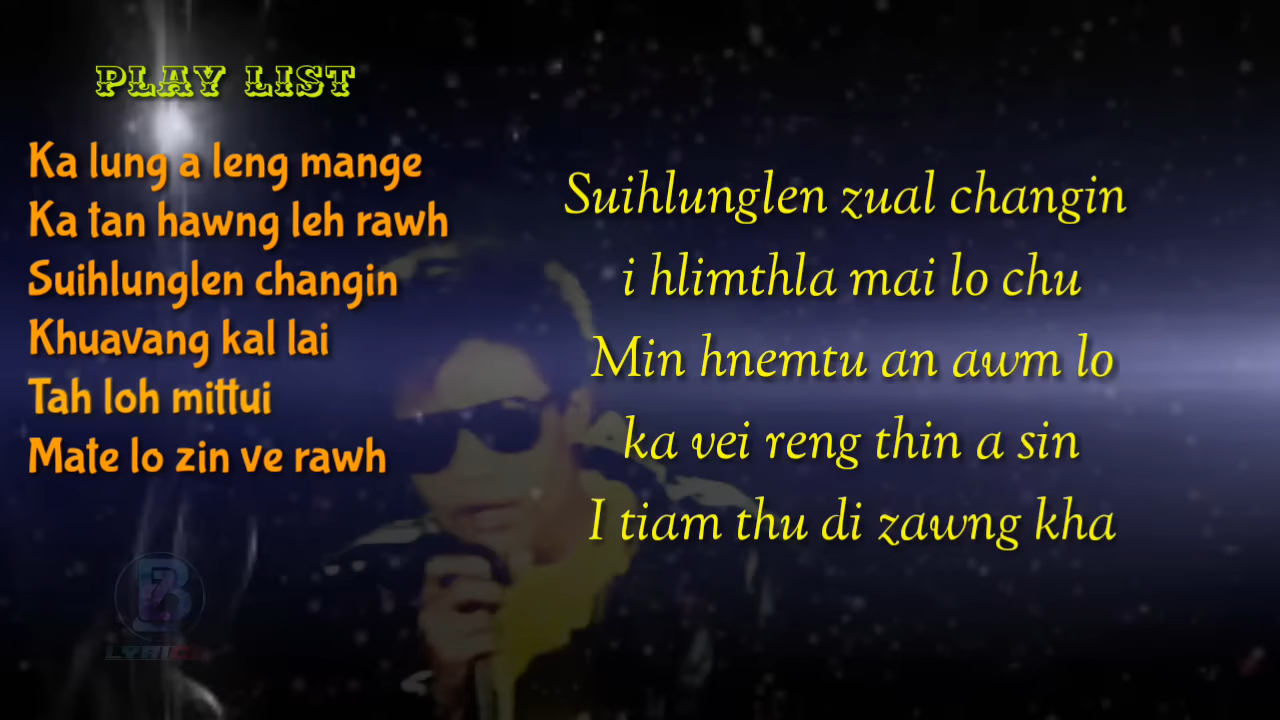 PLAY LIST
Ka lung a leng mange
Ka tan hawng leh rawh
Suihlunglen changin
Khuavang kal lai
Tah loh mittui
Mate lo zin ve rawh
Suihlunglen zual changin
i hlimthla mai lo chu
Min hnemtu an awm lo
ka vei reng thin a sin
I tiam thu di zawng kha
LYRICS